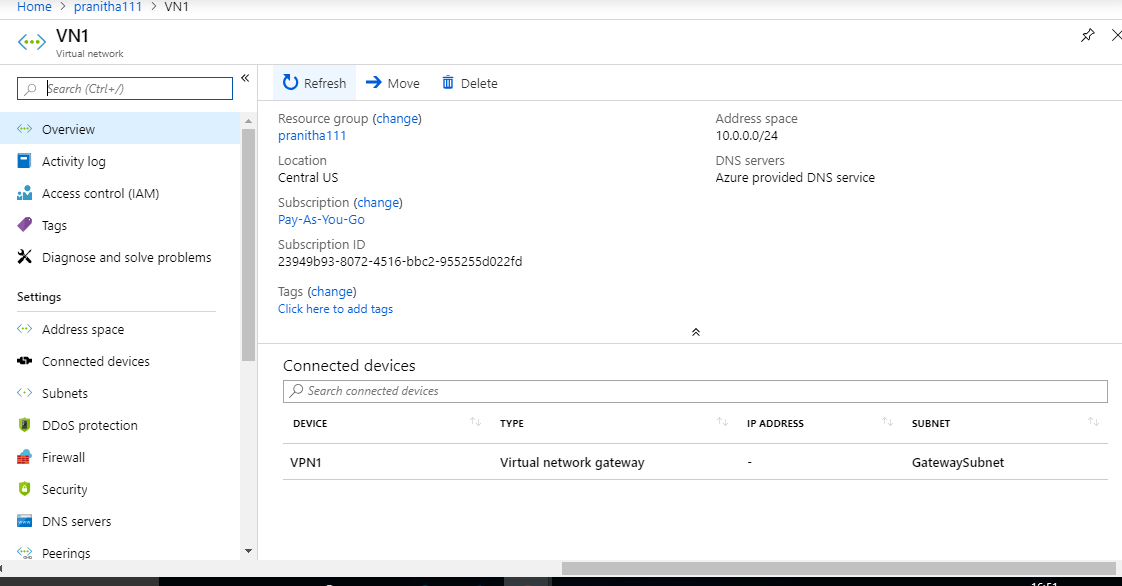 Home > pranitha111 > VN1
VN1
Virtual network
Search (Ctrl+/)
«
Overview
Activity log
Access control (IAM)
Tags
Diagnose and solve problems
Settings
Address space
Connected devices
Subnets
DDoS protection
Firewall
Security
DNS servers
Peerings
Refresh Move Delete
Resource group (change)
pranitha111
Location
Central US
Subscription (change)
Pay-As-You-Go
Subscription ID
23949b93-8072-4516-bbc2-955255d022fd
Tags (change)
Click here to add tags
Address space
10.0.0.0/24
DNS servers
Azure provided DNS service
Connected devices
Search connected devices
DEVICE TYPE IP ADDRESS SUBNET
VPN1 Virtual network gateway - GatewaySubnet